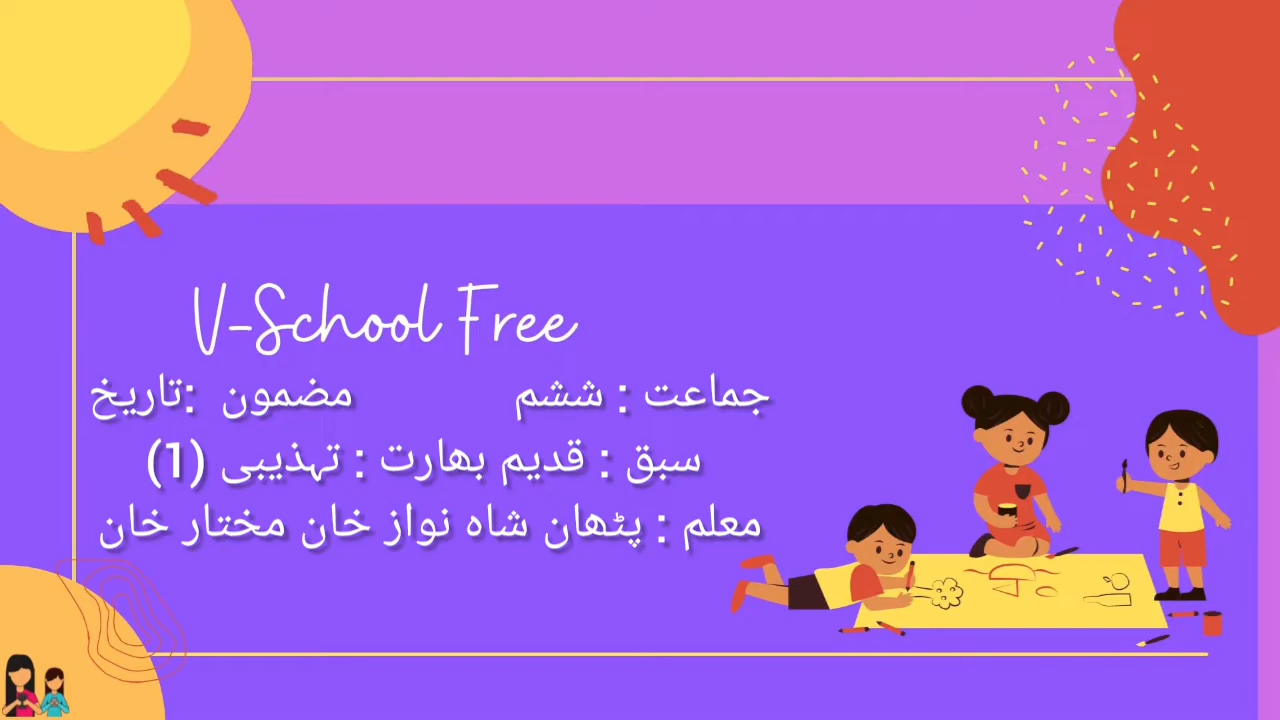 V-School Free
جماعت : ششم مضمون :تاریخ
سبق : قدیم بھارت : تہذیبی (1)
معلم : پٹھان شاہ نواز خان مختار خان